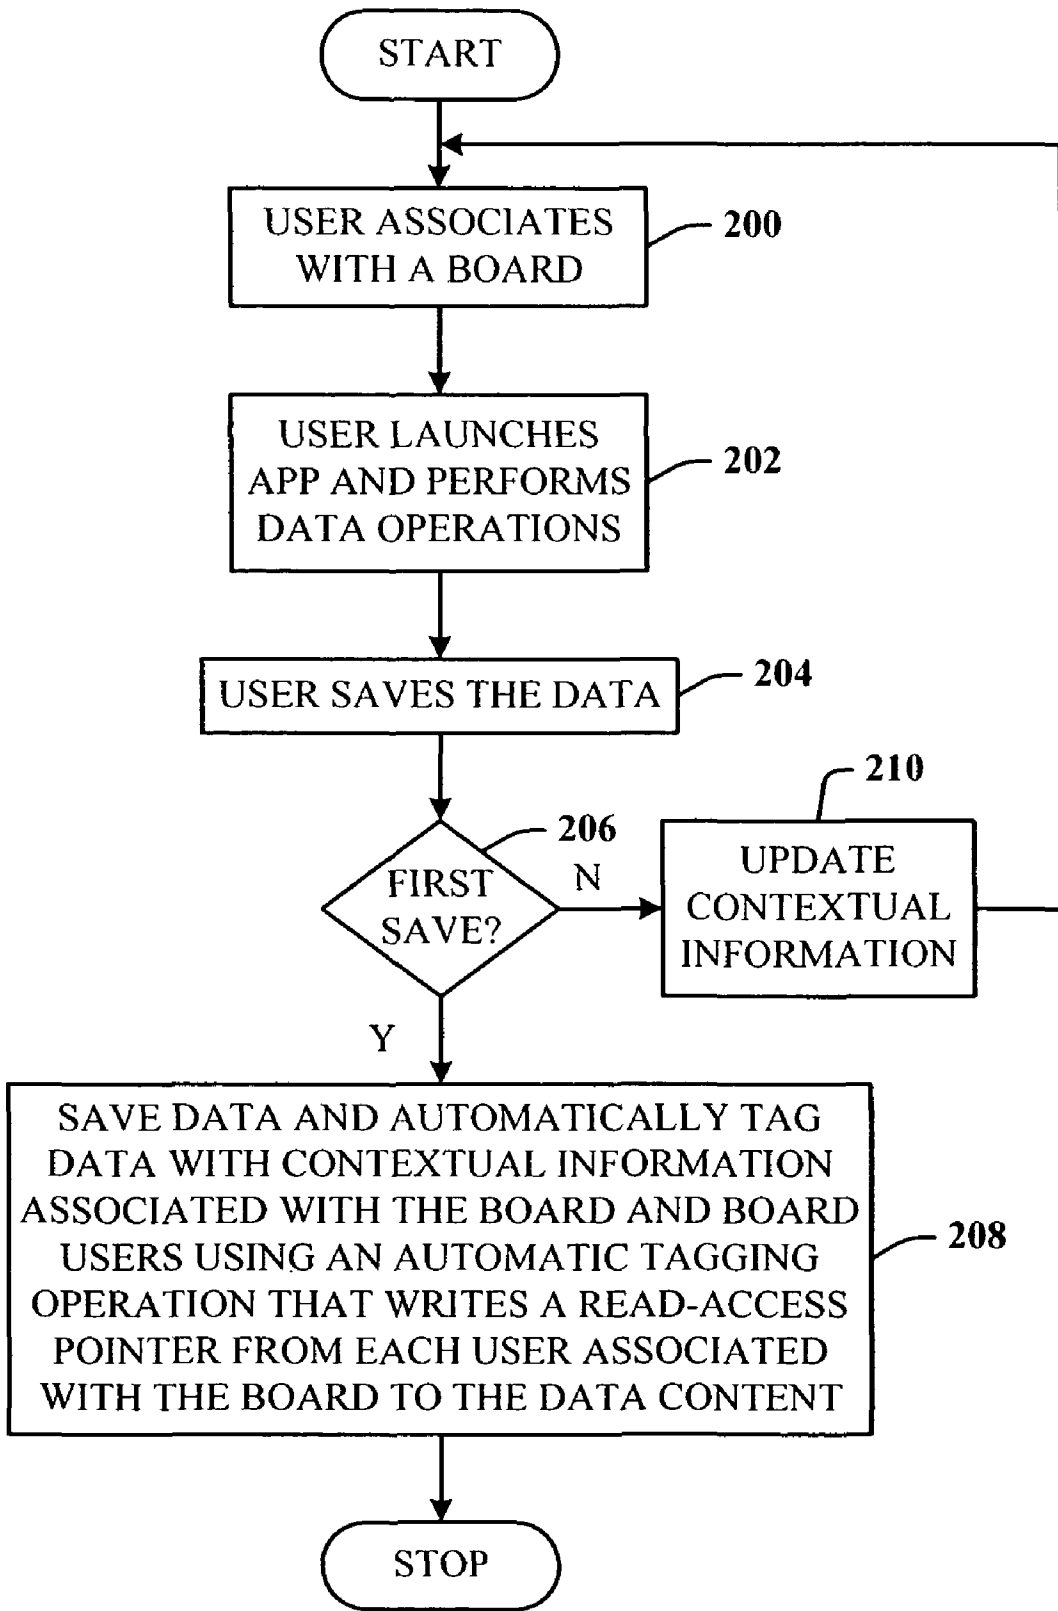 START
USER ASSOCIATES
WITH A BOARD
200
USER LAUNCHES
APP AND PERFORMS
DATA OPERATIONS
202
USER SAVES THE DATA
204
FIRST
SAVE?
206
N
210
UPDATE
CONTEXTUAL
INFORMATION
Y
SAVE DATA AND AUTOMATICALLY TAG
DATA WITH CONTEXTUAL INFORMATION
ASSOCIATED WITH THE BOARD AND BOARD
USERS USING AN AUTOMATIC TAGGING
OPERATION THAT WRITES A READ-ACCESS
POINTER FROM EACH USER ASSOCIATED
WITH THE BOARD TO THE DATA CONTENT
208
STOP